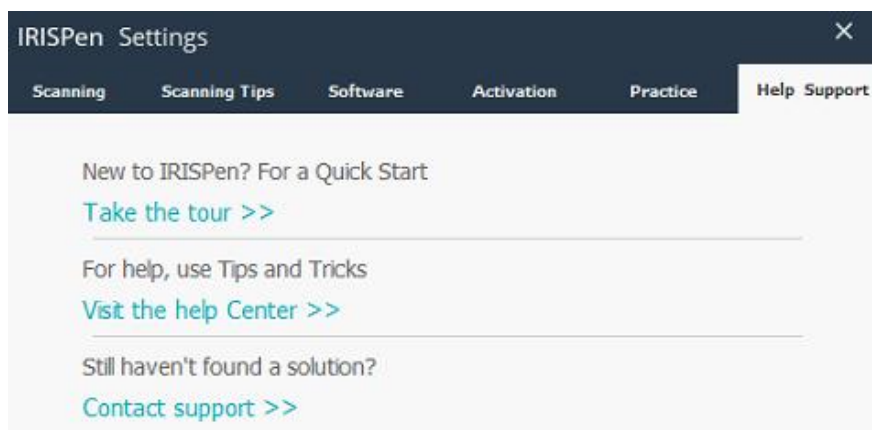 IRISPen Settings
Scanning Scanning Tips Software Activation Practice Help Support
New to IRISPen? For a Quick Start
Take the tour >>
For help, use Tips and Tricks
Visit the help Center >>
Still haven't found a solution?
Contact support >>